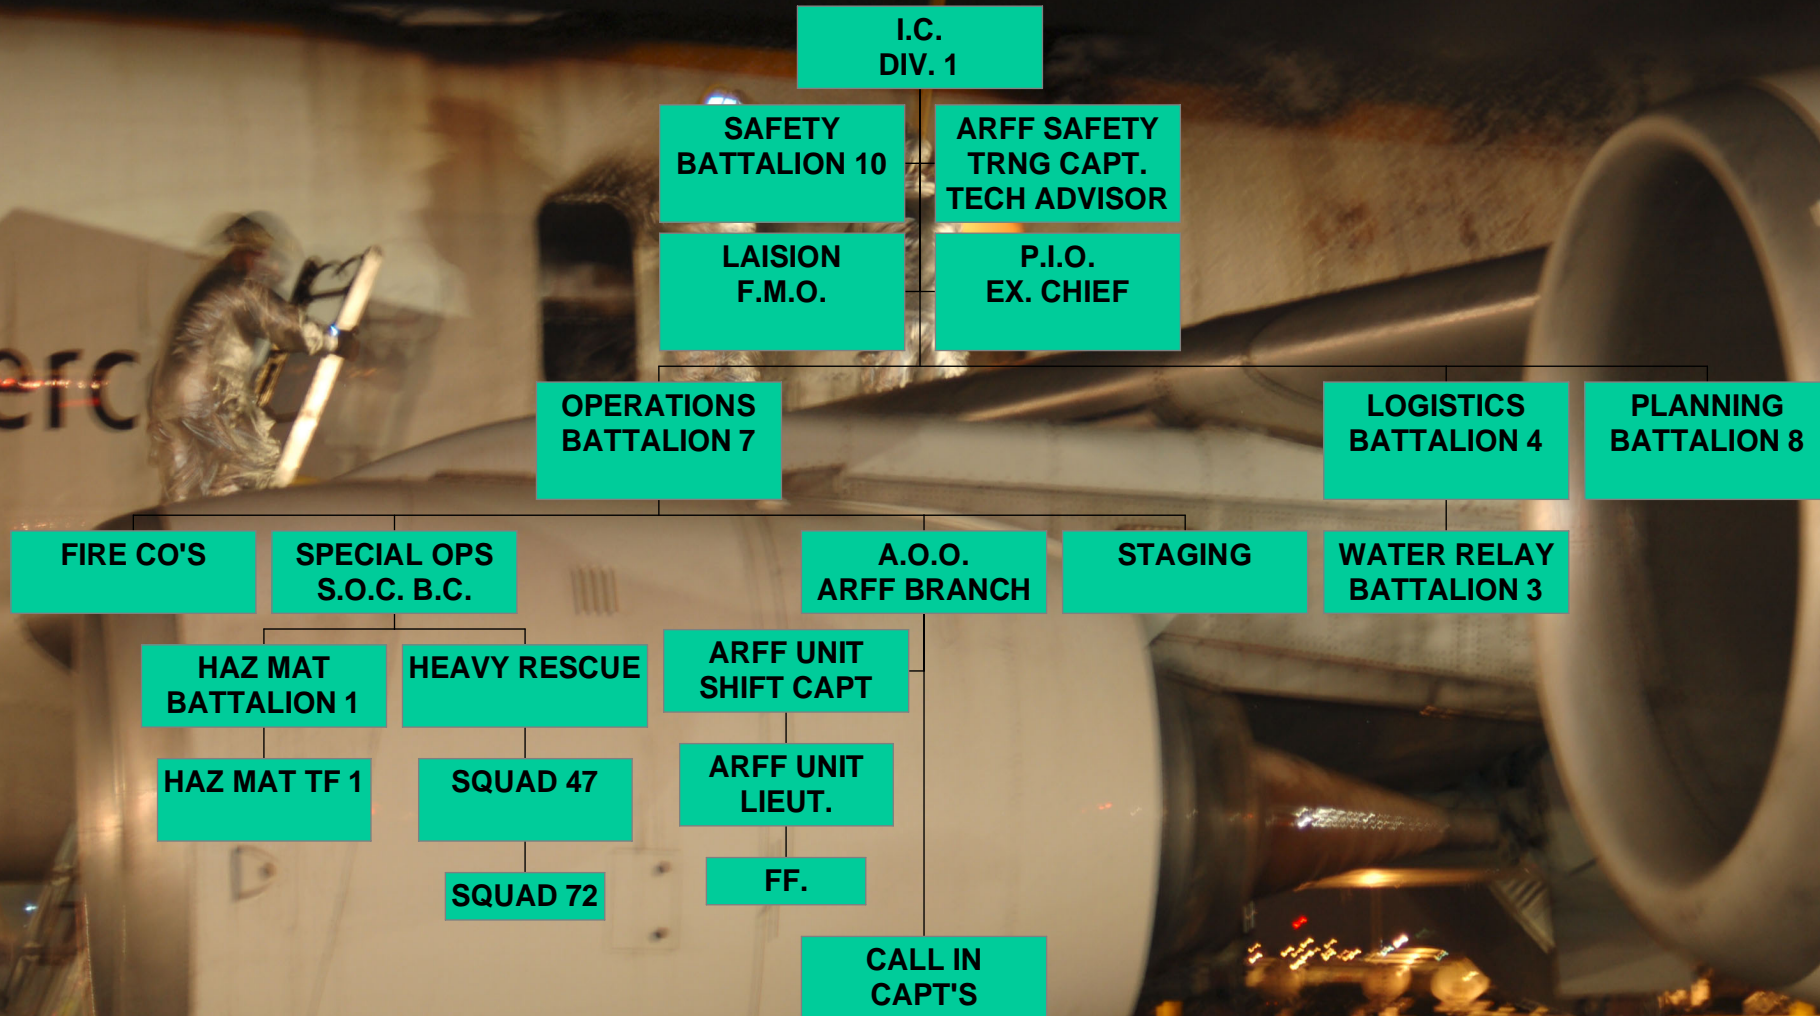 I.C.
DIV. 1
SAFETY
BATTALION 10
ARFF SAFETY
TRNG CAPT.
TECH ADVISOR
LAISION
F.M.O.
P.I.O.
EX. CHIEF
OPERATIONS
BATTALION 7
LOGISTICS
BATTALION 4
PLANNING
BATTALION 8
FIRE CO'S
SPECIAL OPS
S.O.C. B.C.
A.O.O.
ARFF BRANCH
STAGING
WATER RELAY
BATTALION 3
HAZ MAT
BATTALION 1
HEAVY RESCUE
ARFF UNIT
SHIFT CAPT
HAZ MAT TF 1
SQUAD 47
ARFF UNIT
LIEUT.
SQUAD 72
FF.
CALL IN
CAPT'S
erc